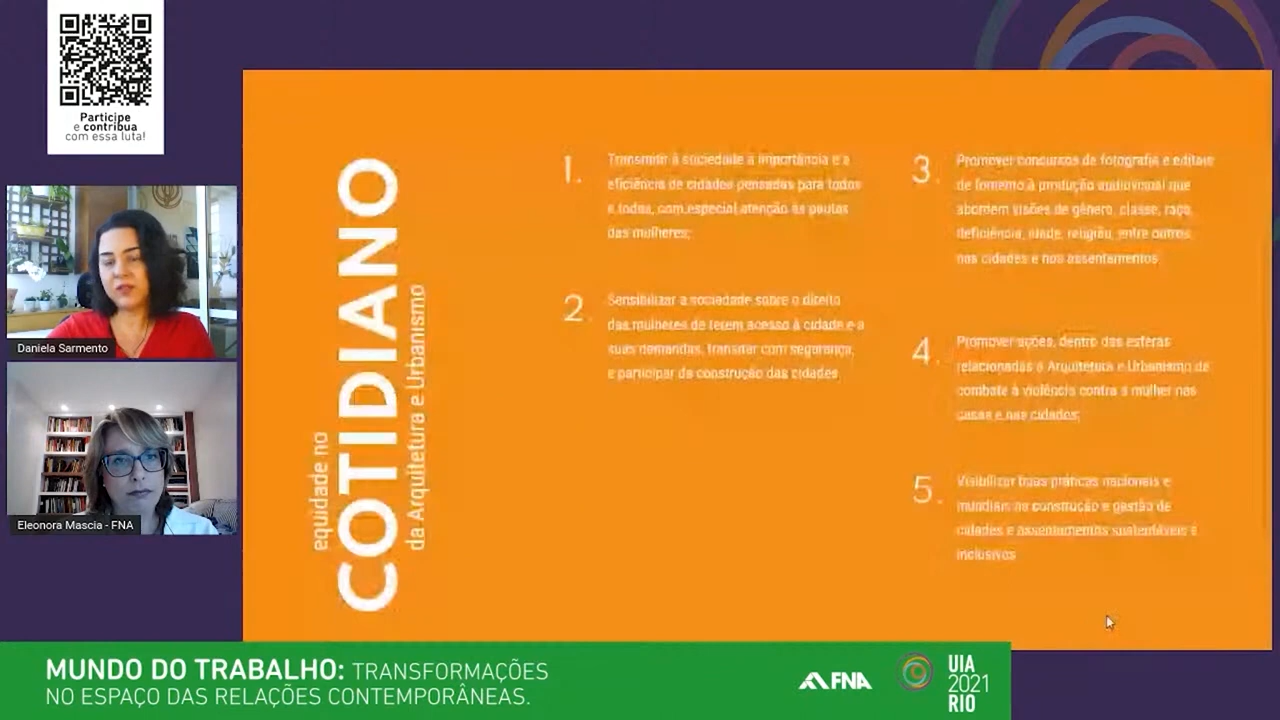 Participe
e contribua
com essa luta!
Daniela Sarmento
Eleonora Mascia - FNA
equidade no
COTIDIANO
da Arquitetura e Urbanismo
1. Transmitir à sociedade a importância e a
eficiência de cidades pensadas para todos
e todas, com especial atenção às pautas
das mulheres;
2. Sensibilizar a sociedade sobre o direito
das mulheres de terem acesso à cidade e a
suas demandas, transitar com segurança,
e participar da construção das cidades.
3. Promover concursos de fotografia e editais
de fomento à produção audiovisual que
abordem visões de gênero, classe, raça,
deficiência, idade, religião, entre outros
nas cidades e nos assentamentos
4. Promover ações, dentro das esferas
relacionadas à Arquitetura e Urbanismo de
combate à violência contra a mulher nas
casas e nas cidades;
5. Visibilizar boas práticas nacionais e
mundiais na construção e gestão de
cidades e assentamentos sustentáveis e
inclusivos
MUNDO DO TRABALHO: TRANSFORMAÇÕES
NO ESPAÇO DAS RELAÇÕES CONTEMPORÂNEAS.
FNA
UIA
2021
RIO